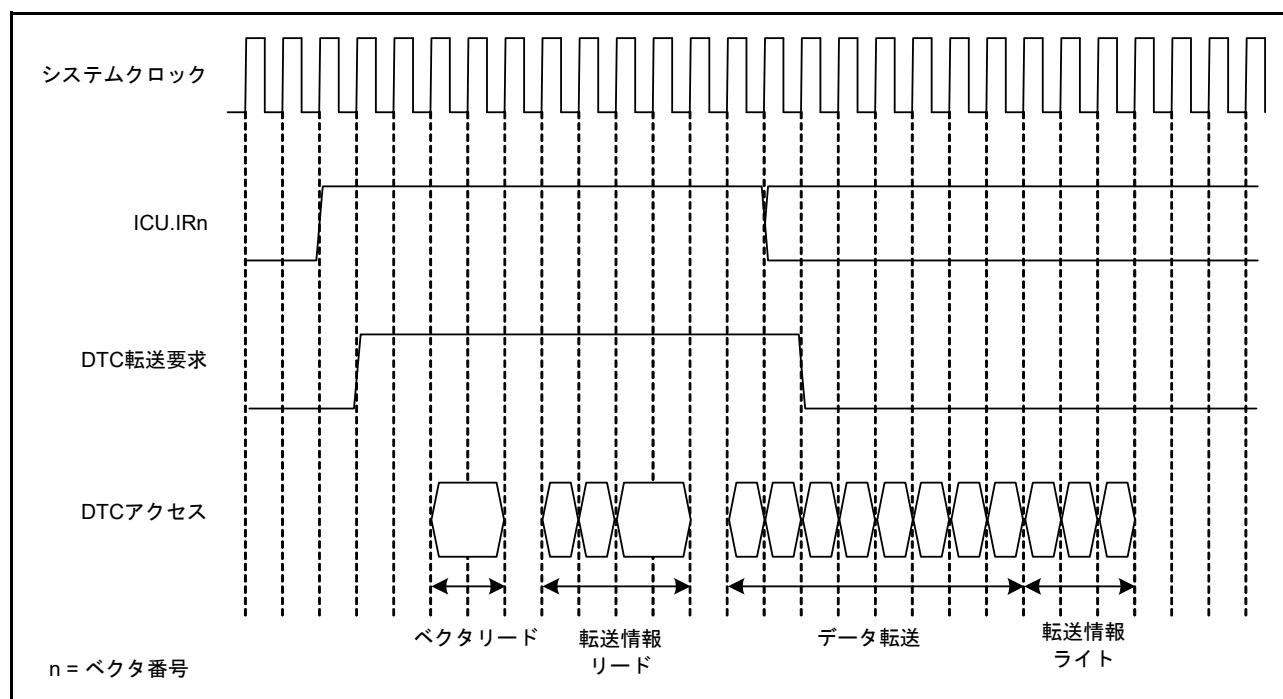 システムクロック
ICU.IRn
DTC転送要求
DTCアクセス
ベクタリード
転送情報
リード
データ転送
転送情報
ライト
n = ベクタ番号